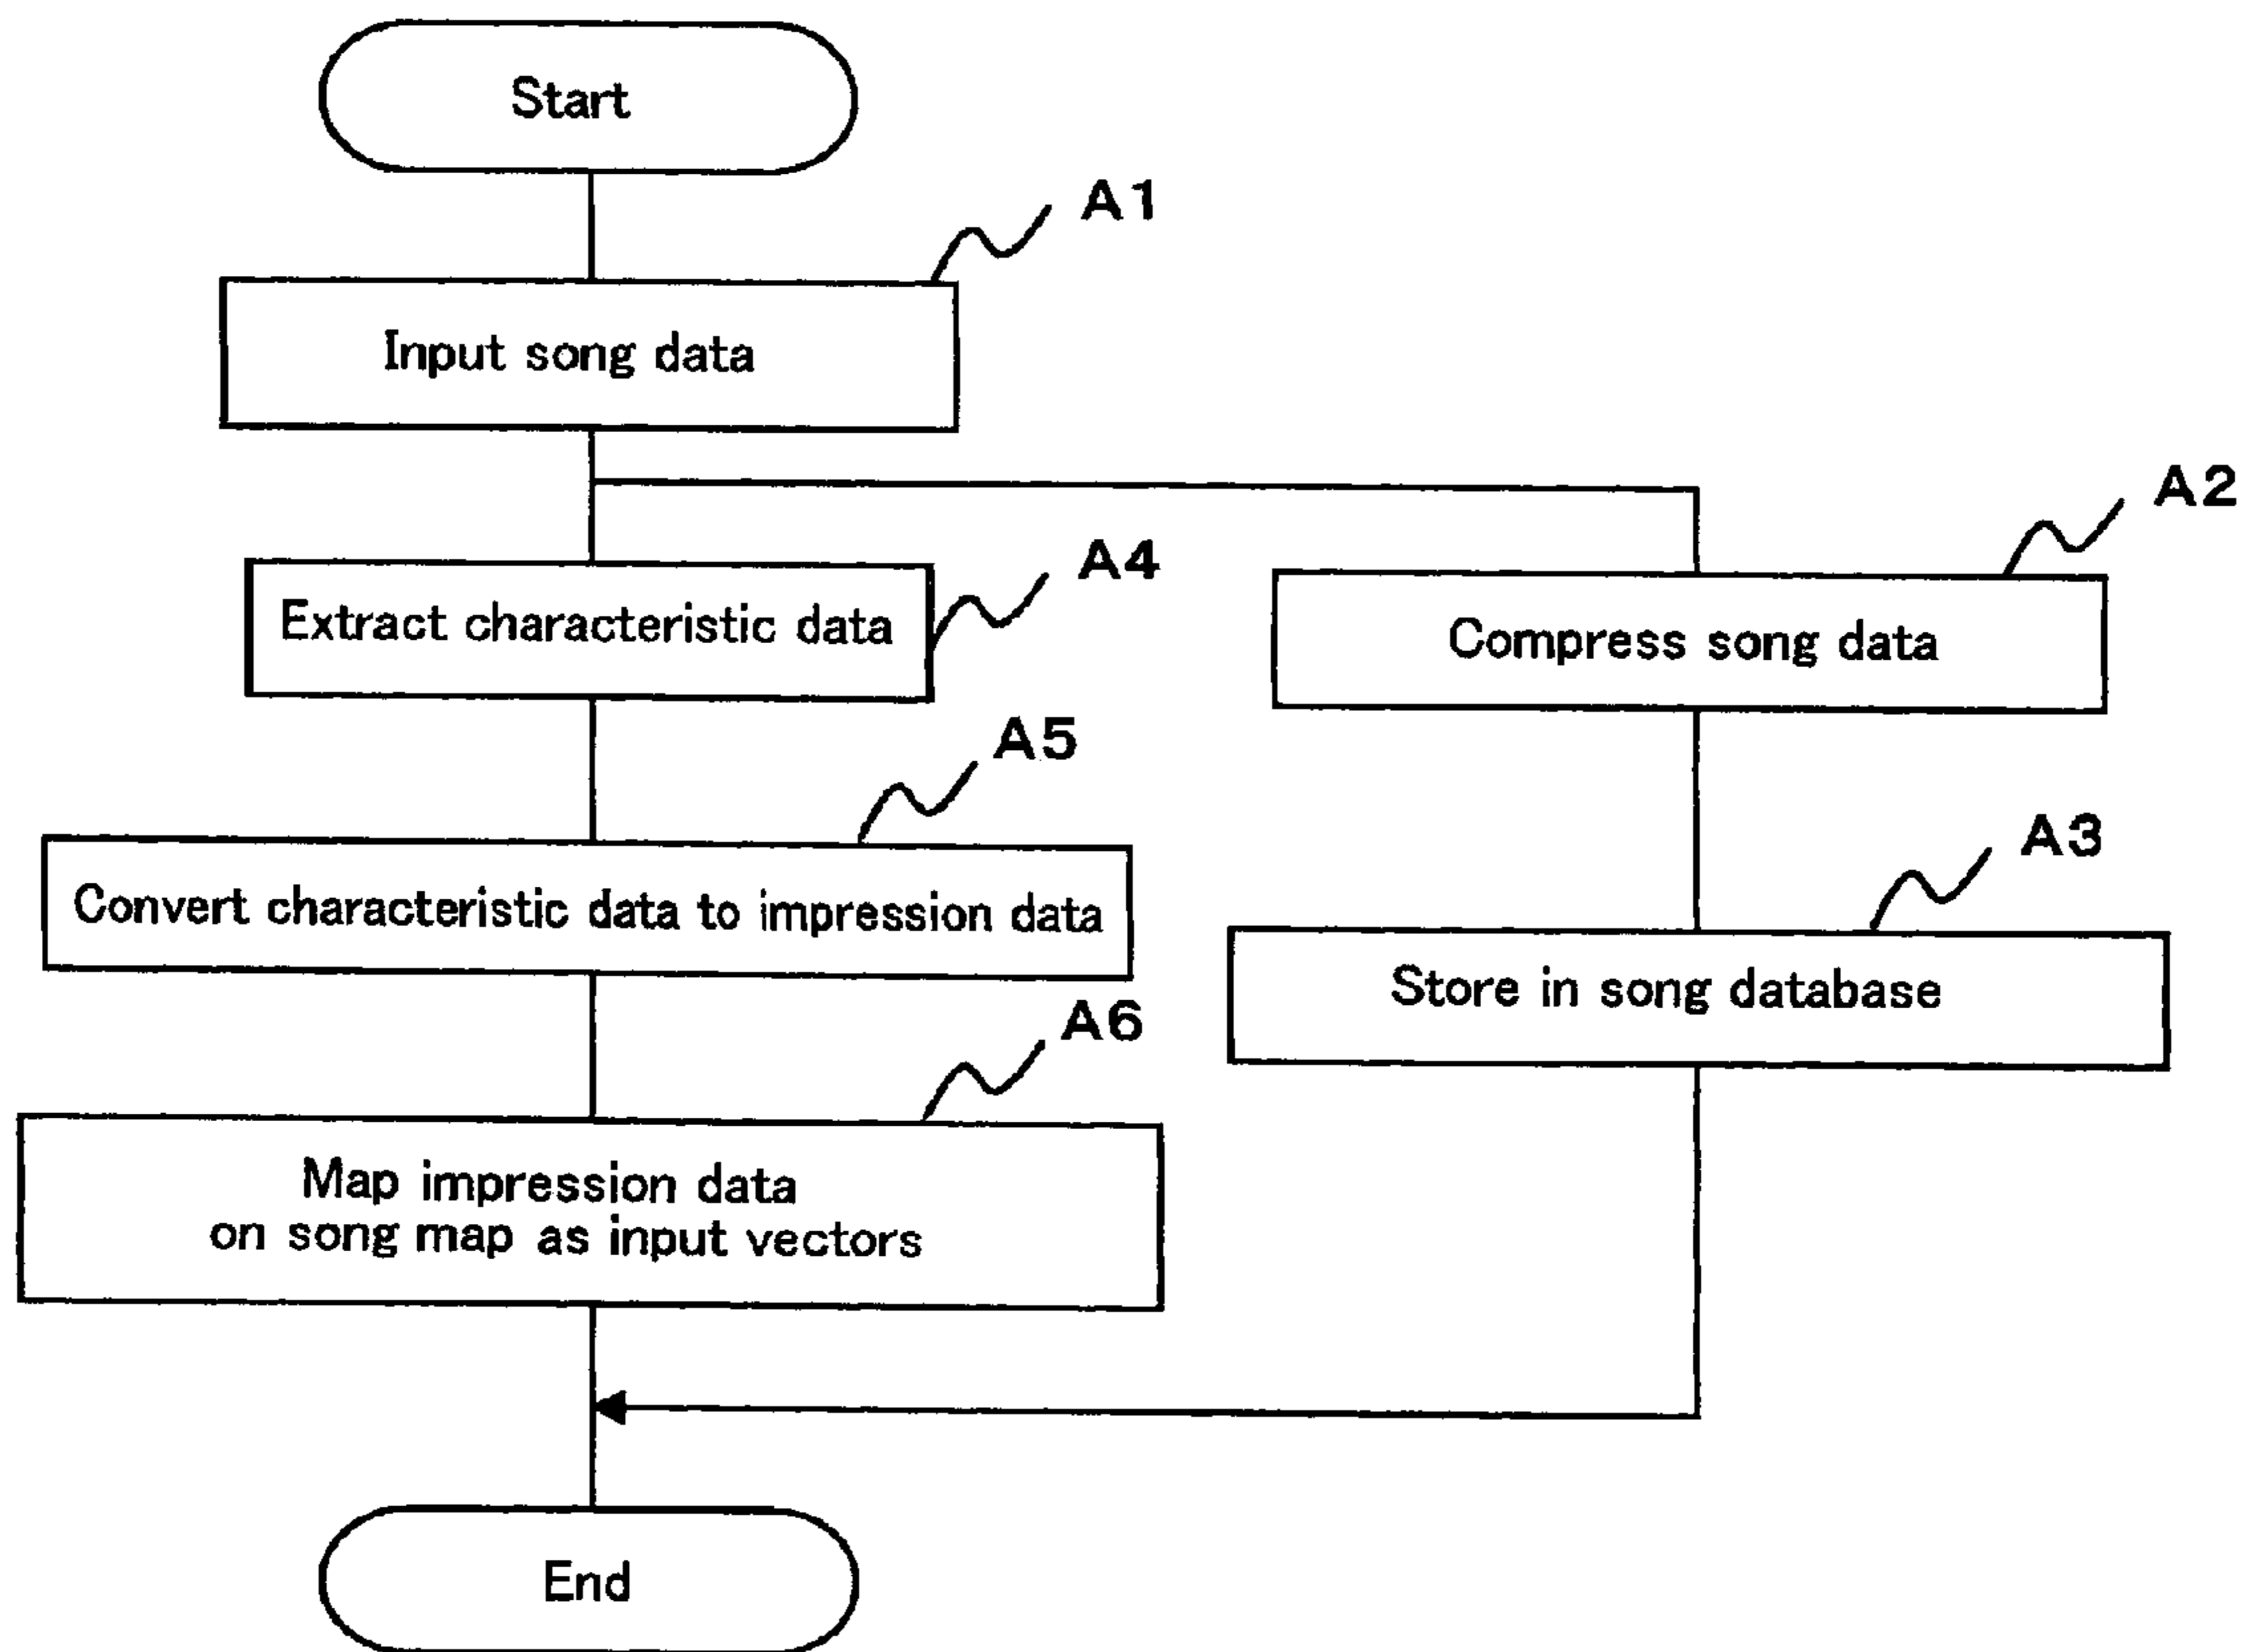 Start
A1
Input song data
A2
A4
Extract characteristic data
Compress song data
A5
A3
Convert characteristic data to impression data
Store in song database
A6
Map impression data
on song map as input vectors
End